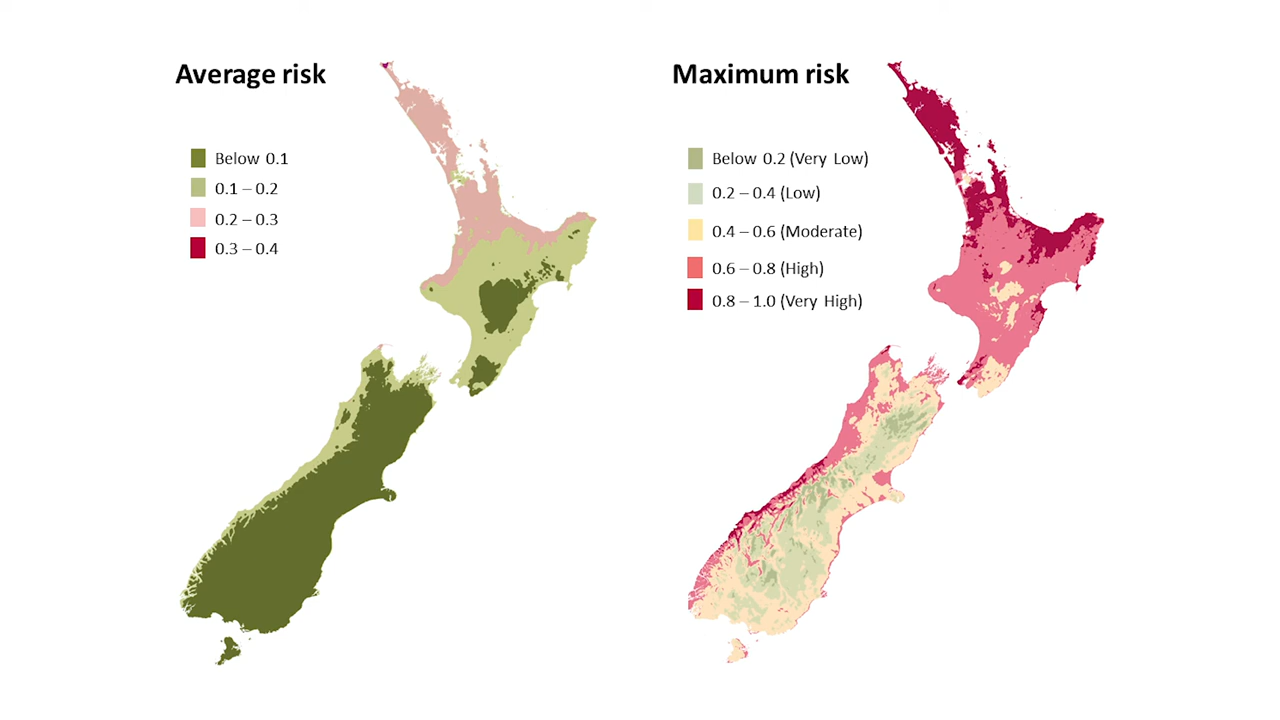 Average risk
Below 0.1
0.1 – 0.2
0.2 – 0.3
0.3 – 0.4
Maximum risk
Below 0.2 (Very Low)
0.2 – 0.4 (Low)
0.4 – 0.6 (Moderate)
0.6 – 0.8 (High)
0.8 – 1.0 (Very High)